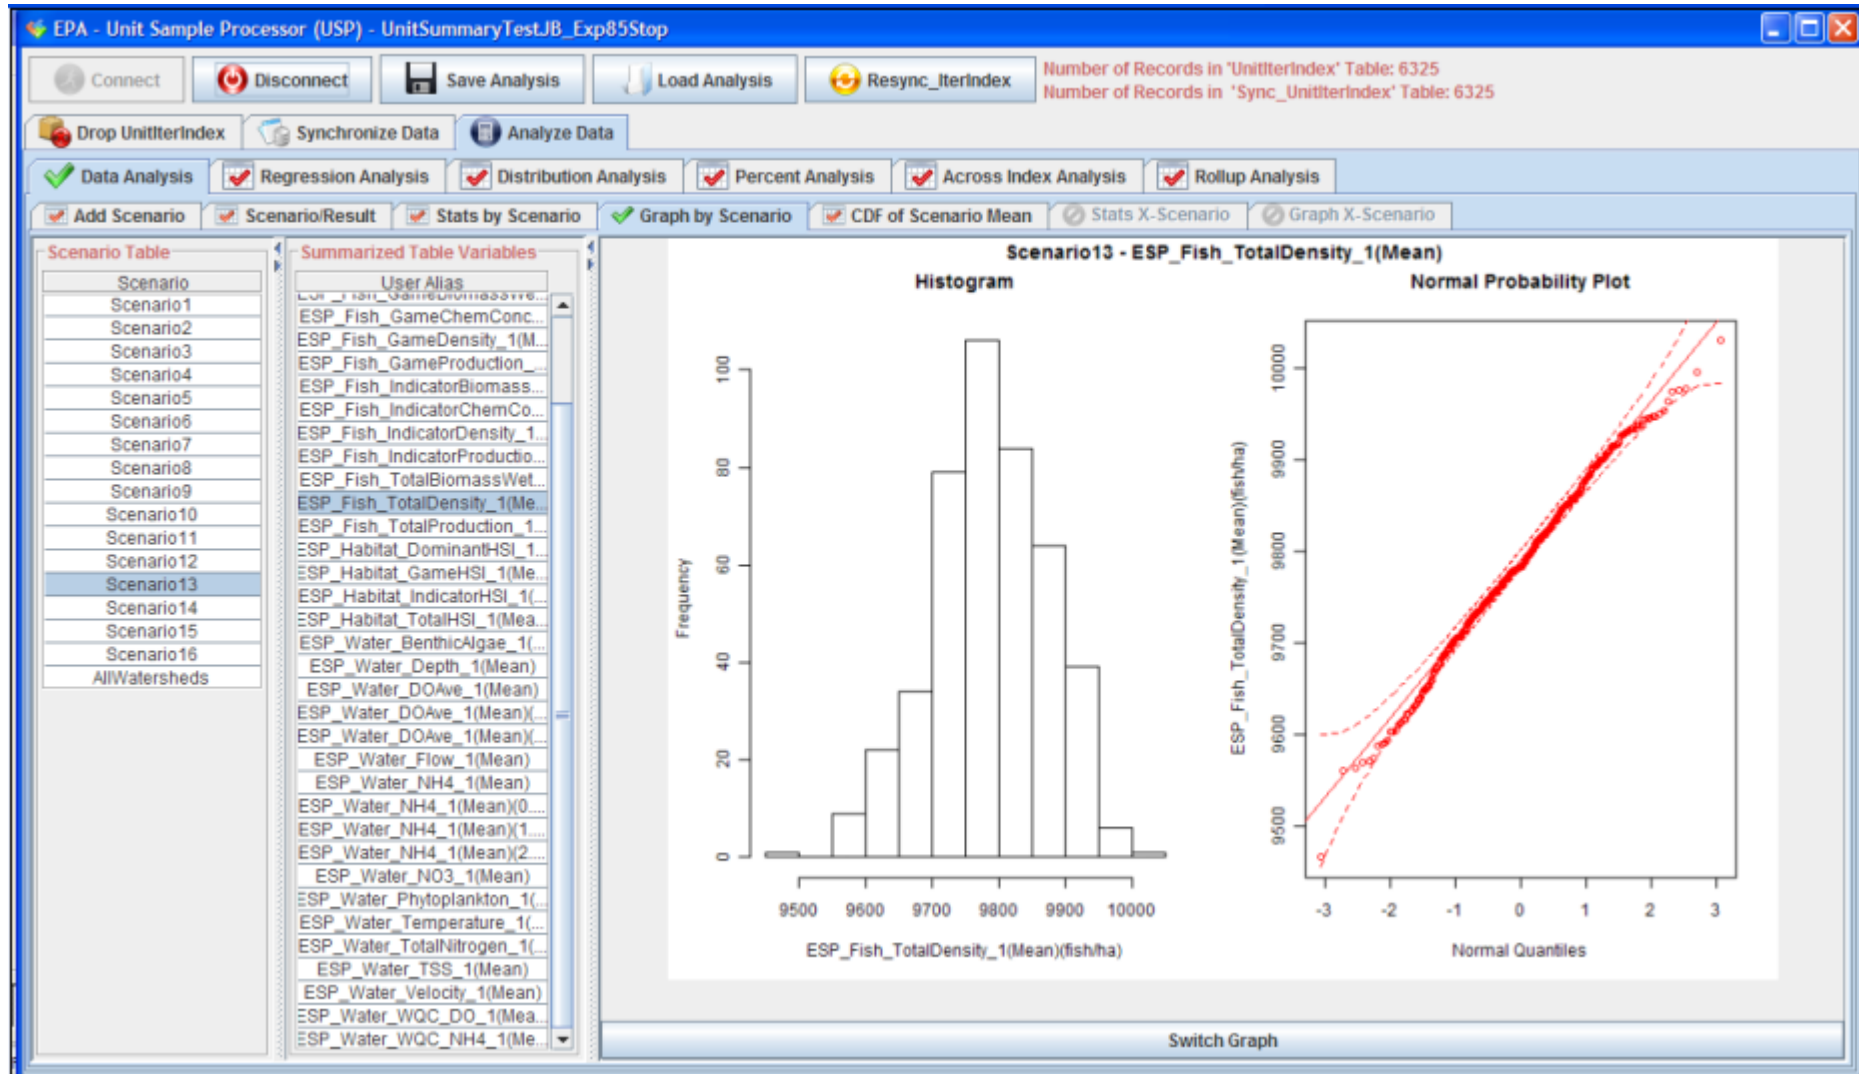 EPA - Unit Sample Processor (USP) - UnitSummaryTestJB_Exp85Stop
Connect
Disconnect
Save Analysis
Load Analysis
Resync_IterIndex
Number of Records in 'UnitIterIndex' Table: 6325
Number of Records in 'Sync_UnitIterIndex' Table: 6325
Drop UnitIterIndex
Synchronize Data
Analyze Data
Data Analysis
Regression Analysis
Distribution Analysis
Percent Analysis
Across Index Analysis
Rollup Analysis
Add Scenario
Scenario/Result
Stats by Scenario
Graph by Scenario
CDF of Scenario Mean
Stats X-Scenario
Graph X-Scenario
Scenario Table
Scenario
Scenario1
Scenario2
Scenario3
Scenario4
Scenario5
Scenario6
Scenario7
Scenario8
Scenario9
Scenario10
Scenario11
Scenario12
Scenario13
Scenario14
Scenario15
Scenario16
AllWatersheds
Summarized Table Variables
User Alias
ESP_Fish_GameBiomassWe...
ESP_Fish_GameChemConc...
ESP_Fish_GameDensity_1(M...
ESP_Fish_GameProduction_...
ESP_Fish_IndicatorBiomass...
ESP_Fish_IndicatorChemCo...
ESP_Fish_IndicatorDensity_1...
ESP_Fish_IndicatorProductio...
ESP_Fish_TotalBiomassWet...
ESP_Fish_TotalDensity_1(Me...
ESP_Fish_TotalProduction_1...
ESP_Habitat_DominantHSI_1...
ESP_Habitat_GameHSI_1(Me...
ESP_Habitat_IndicatorHSI_1(...
ESP_Habitat_TotalHSI_1(Mea...
ESP_Water_BenthicAlgae_1(...
ESP_Water_Depth_1(Mean)
ESP_Water_DOAve_1(Mean)
ESP_Water_DOAve_1(Mean)(...
ESP_Water_DOAve_1(Mean)(...
ESP_Water_Flow_1(Mean)
ESP_Water_NH4_1(Mean)
ESP_Water_NH4_1(Mean)(0....
ESP_Water_NH4_1(Mean)(1....
ESP_Water_NH4_1(Mean)(2....
ESP_Water_NO3_1(Mean)
ESP_Water_Phytoplankton_1(...
ESP_Water_Temperature_1(...
ESP_Water_TotalNitrogen_1(...
ESP_Water_TSS_1(Mean)
ESP_Water_Velocity_1(Mean)
ESP_Water_WQC_DO_1(Mea...
ESP_Water_WQC_NH4_1(Me...
Scenario13 - ESP_Fish_TotalDensity_1(Mean)
Histogram
Frequency
100
80
60
40
20
0
9500 9600 9700 9800 9900 10000
ESP_Fish_TotalDensity_1(Mean)(fish/ha)
Normal Probability Plot
ESP_Fish_TotalDensity_1(Mean)(fish/ha)
10000
9900
9800
9700
9600
9500
-3 -2 -1 0 1 2 3
Normal Quantiles
Switch Graph